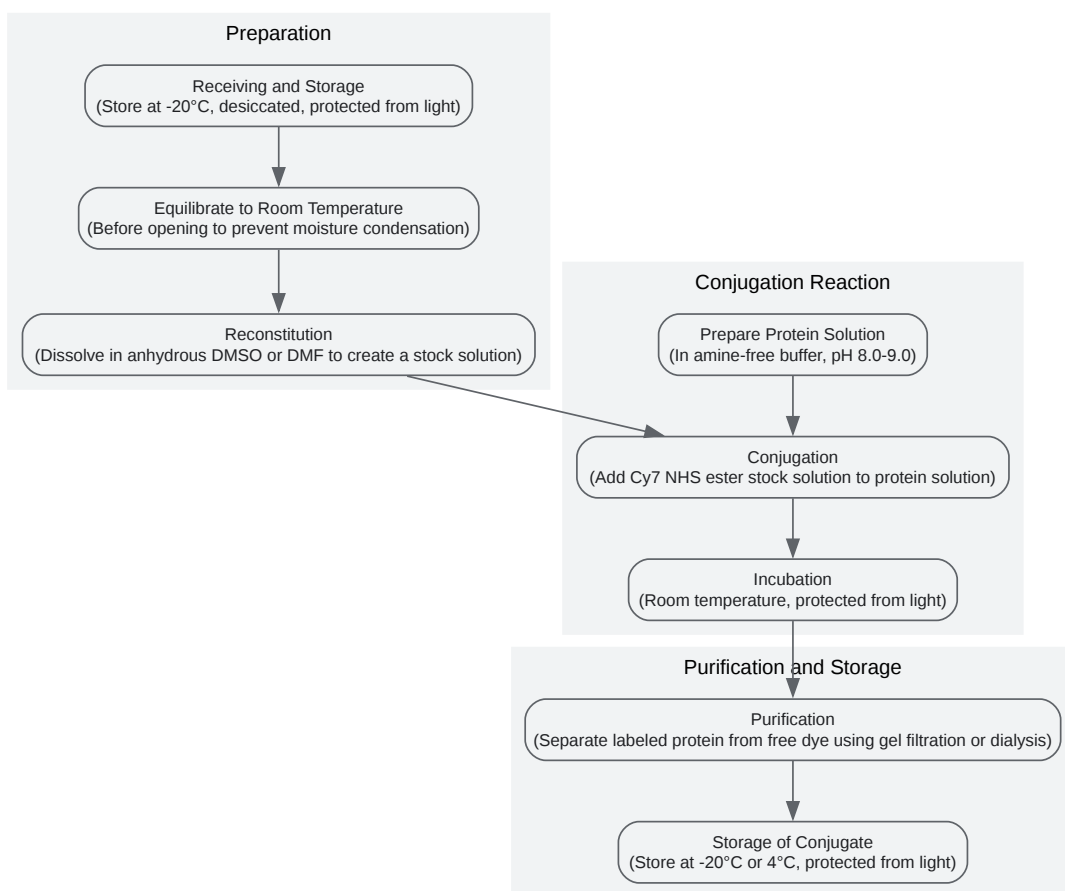 Preparation
Receiving and Storage
(Store at -20°C, desiccated, protected from light)
Equilibrate to Room Temperature
(Before opening to prevent moisture condensation)
Reconstitution
(Dissolve in anhydrous DMSO or DMF to create a stock solution)
Conjugation Reaction
Prepare Protein Solution
(In amine-free buffer, pH 8.0-9.0)
Conjugation
(Add Cy7 NHS ester stock solution to protein solution)
Incubation
(Room temperature, protected from light)
Purification and Storage
Purification
(Separate labeled protein from free dye using gel filtration or dialysis)
Storage of Conjugate
(Store at -20°C or 4°C, protected from light)